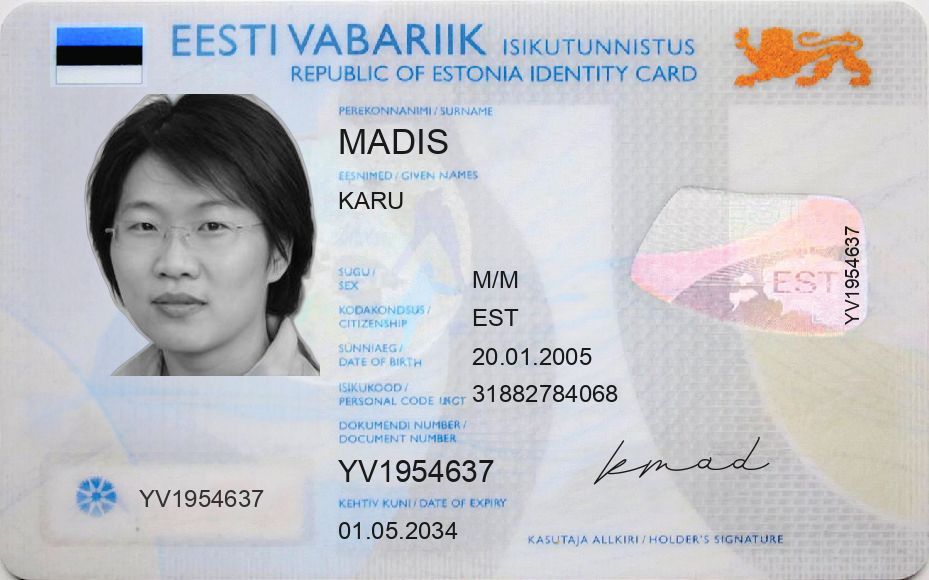 EESTI VABARIIK ISIKUTUNNISTUS
REPUBLIC OF ESTONIA IDENTITY CARD
PEREKONNANIMI / SURNAME
MADIS
EESNIMED / GIVEN NAMES
KARU
SUGU / SEX
M/M
KODAKONDSUS / CITIZENSHIP
EST
SÜNNIAEG / DATE OF BIRTH
20.01.2005
ISIKUKOOD / PERSONAL CODE
31882784068
DOKUMENDI NUMBER / DOCUMENT NUMBER
YV1954637
KEHTIV KUNI / DATE OF EXPIRY
01.05.2034
YV1954637
EST
YV1954637
kmad
KASUTAJA ALLKIRI / HOLDER'S SIGNATURE